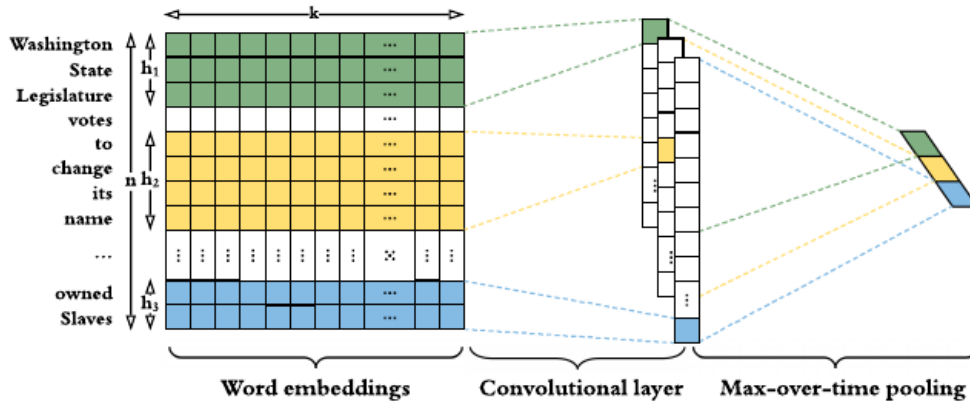 k
Washington
State
Legislature
votes
to
change
its
name
...
owned
Slaves
n
h1
h2
h3
Word embeddings
Convolutional layer
Max-over-time pooling